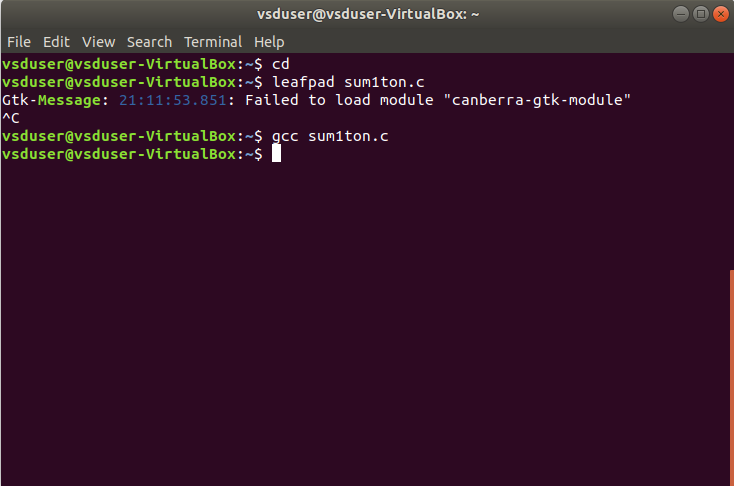 vsduser@vsduser-VirtualBox: ~
File Edit View Search Terminal Help
vsduser@vsduser-VirtualBox:~$ cd
vsduser@vsduser-VirtualBox:~$ leafpad sum1ton.c
Gtk-Message: 21:11:53.851: Failed to load module "canberra-gtk-module"
^C
vsduser@vsduser-VirtualBox:~$ gcc sum1ton.c
vsduser@vsduser-VirtualBox:~$